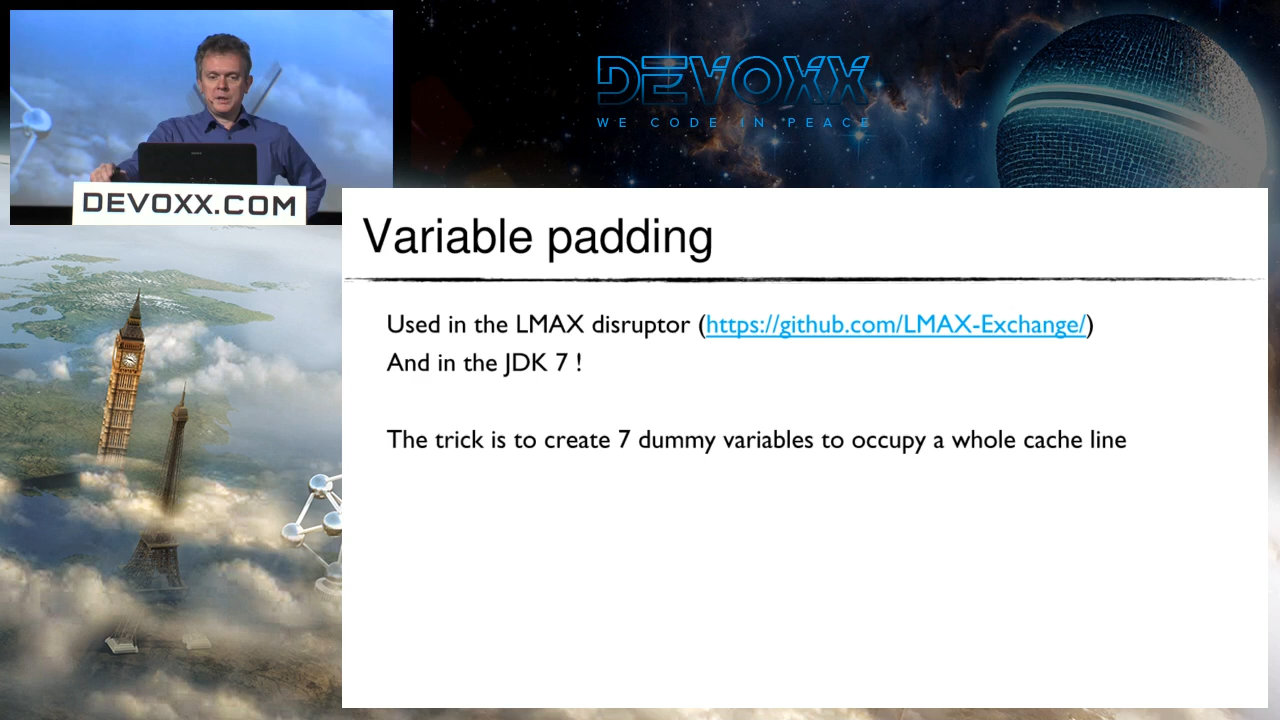 DEVOXX
WE CODE IN PEACE
DEVOXX.COM
Variable padding
Used in the LMAX disruptor (https://github.com/LMAX-Exchange/)
And in the JDK 7 !
The trick is to create 7 dummy variables to occupy a whole cache line